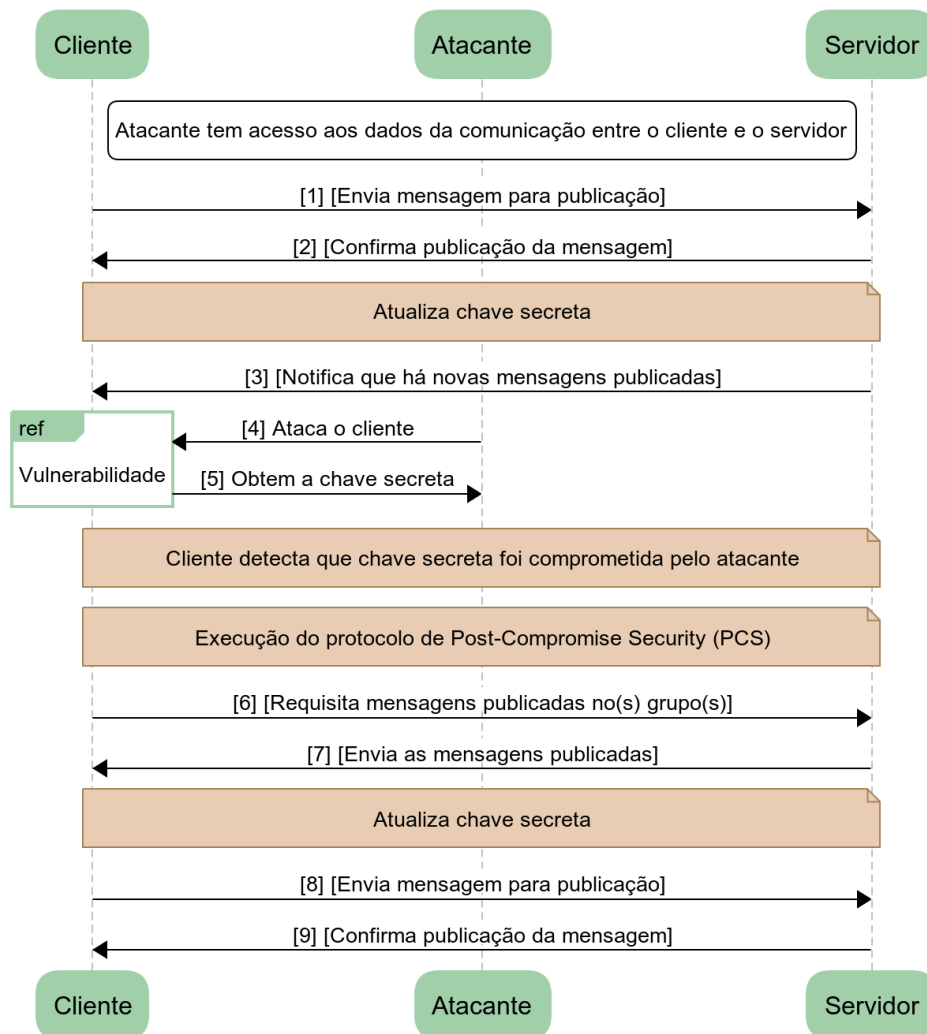 Cliente
Atacante
Servidor
Atacante tem acesso aos dados da comunicação entre o cliente e o servidor
[1] [Envia mensagem para publicação]
[2] [Confirma publicação da mensagem]
Atualiza chave secreta
[3] [Notifica que há novas mensagens publicadas]
ref
[4] Ataca o cliente
Vulnerabilidade
[5] Obtem a chave secreta
Cliente detecta que chave secreta foi comprometida pelo atacante
Execução do protocolo de Post-Compromise Security (PCS)
[6] [Requisita mensagens publicadas no(s) grupo(s)]
[7] [Envia as mensagens publicadas]
Atualiza chave secreta
[8] [Envia mensagem para publicação]
[9] [Confirma publicação da mensagem]
Cliente
Atacante
Servidor